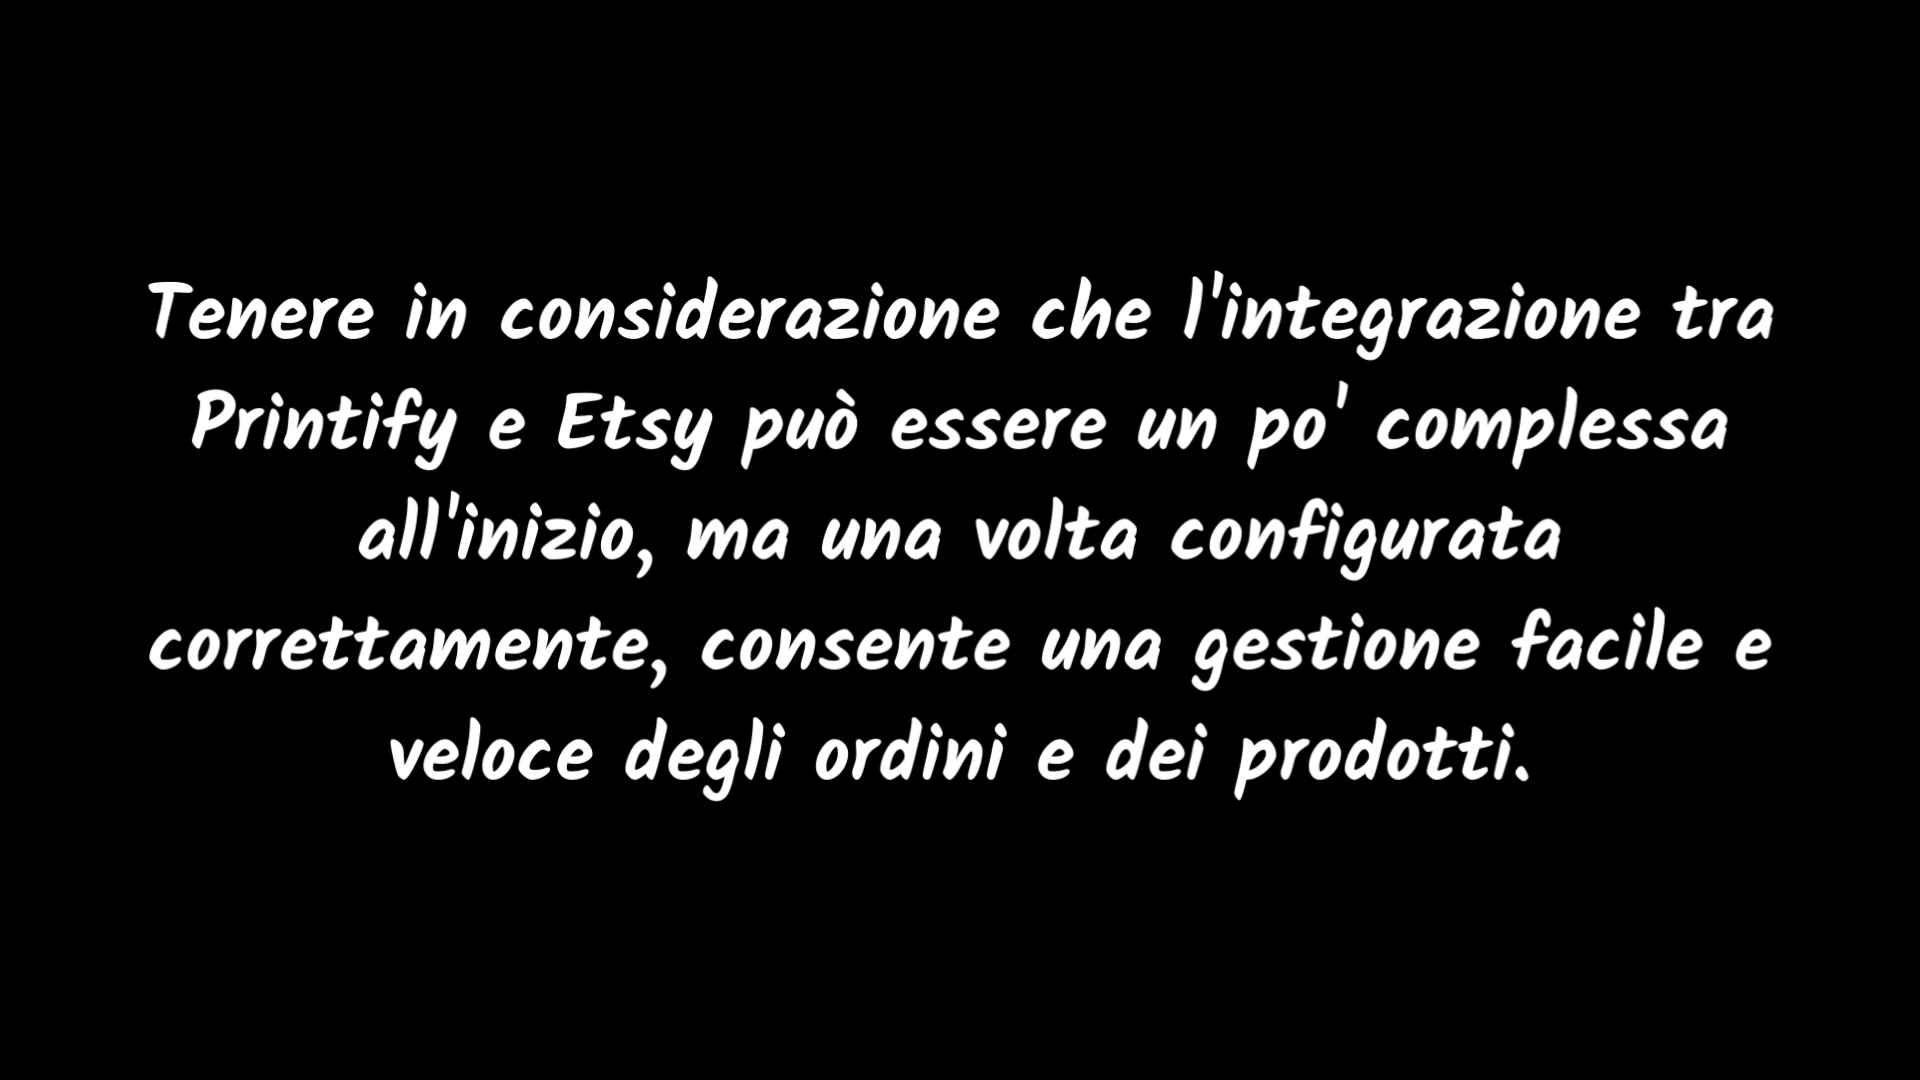 Tenere in considerazione che l'integrazione tra
Printify e Etsy può essere un po' complessa
all'inizio, ma una volta configurata
correttamente, consente una gestione facile e
veloce degli ordini e dei prodotti.